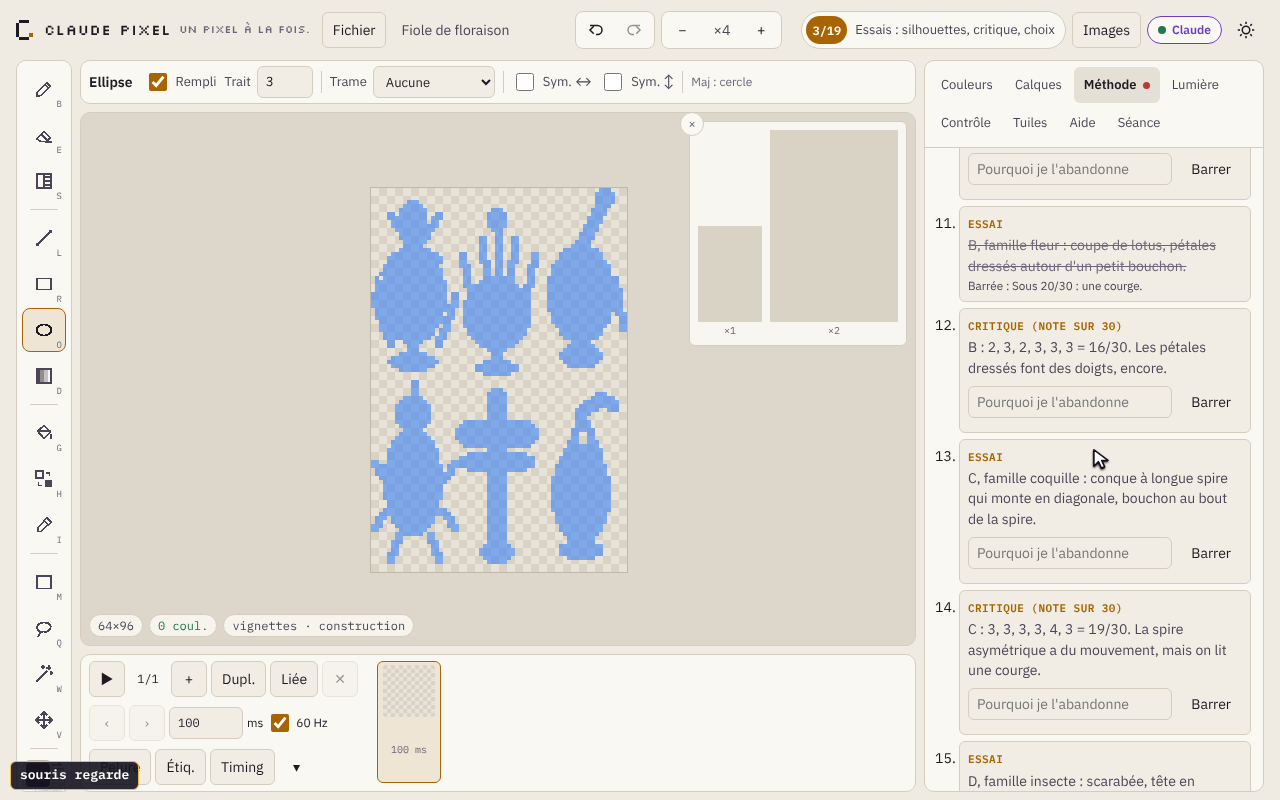 CLAUDE PIXEL
UN PIXEL À LA FOIS.
Fichier
Fiole de floraison
− ×4 +
3/19 Essais : silhouettes, critique, choix
Images
Claude
Ellipse
Rempli
Trait
3
Trame
Aucune
Sym.
Sym.
Maj : cercle
B
E
S
L
R
O
D
G
H
I
M
Q
W
V
×
×1
×2
64×96
0 coul.
vignettes · construction
Couleurs
Calques
Méthode
Lumière
Contrôle
Tuiles
Aide
Séance
Pourquoi je l'abandonne
Barrer
11.
ESSAI
B, famille fleur : coupe de lotus, pétales
dressés autour d'un petit bouchon.
Barrée : Sous 20/30 : une courge.
12.
CRITIQUE (NOTE SUR 30)
B : 2, 3, 2, 3, 3, 3 = 16/30. Les pétales
dressés font des doigts, encore.
Pourquoi je l'abandonne
Barrer
13.
ESSAI
C, famille coquille : conque à longue spire
qui monte en diagonale, bouchon au bout
de la spire.
Pourquoi je l'abandonne
Barrer
14.
CRITIQUE (NOTE SUR 30)
C : 3, 3, 3, 3, 4, 3 = 19/30. La spire
asymétrique a du mouvement, mais on lit
une courge.
Pourquoi je l'abandonne
Barrer
15.
ESSAI
D, famille insecte : scarabée, tête en
1/1
+
Dupl.
Liée
×
‹
›
100
ms
60 Hz
Étiq.
Timing
100 ms
souris regarde